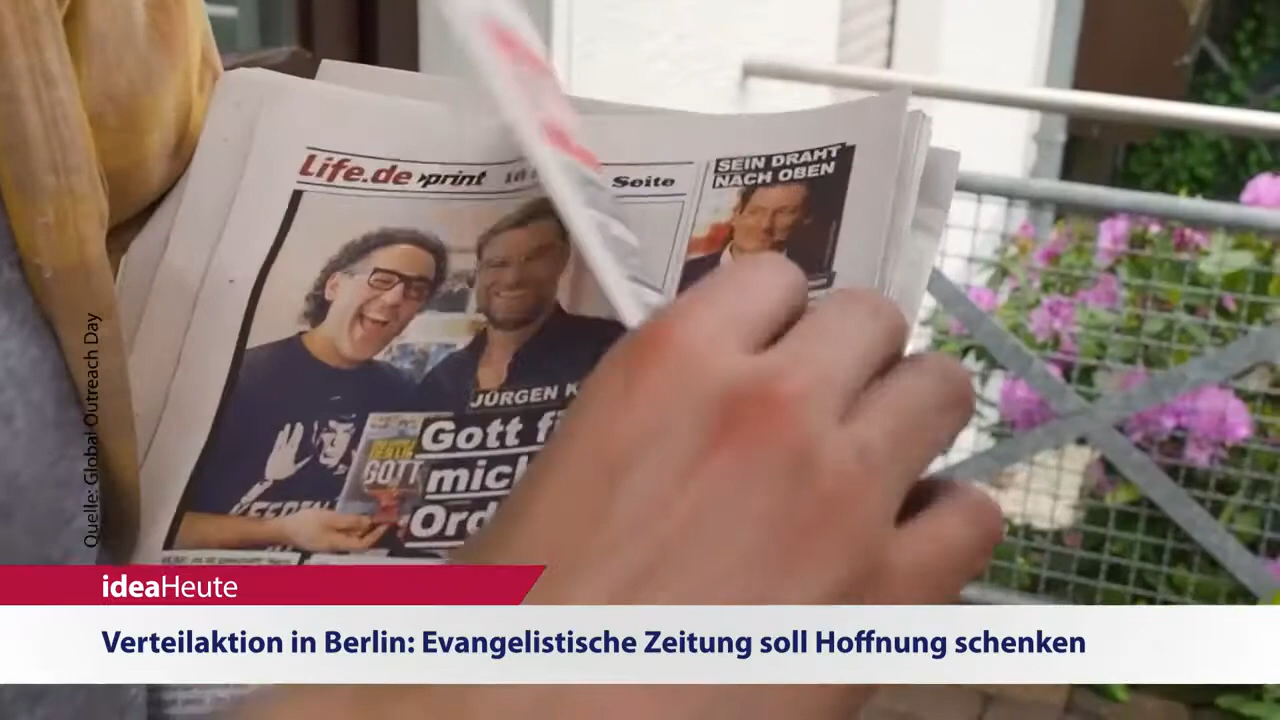 Life.de print
Seite
SEIN DRAHT
NACH OBEN
JÜRGEN K
Gott f
mich
Ord
GOTT
Quelle: Global Outreach Day
ideaHeute
Verteilaktion in Berlin: Evangelistische Zeitung soll Hoffnung schenken